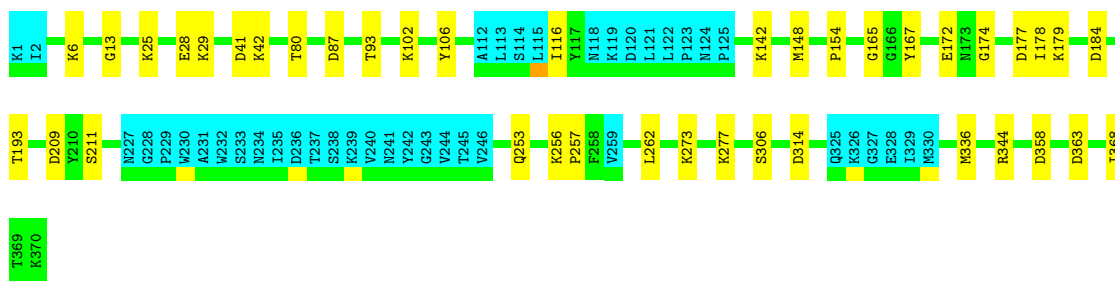 K1 I2 K6 G13 K25 E28 K29 D41 K42 T80 D87 T93 K102 Y106 A112 L113 S114 L115 I116 Y117 N118 K119 D120 L121 L122 P123 N124 P125 K142 M148 P154 G165 G166 Y167 E172 N173 G174 D177 I178 K179 D184
T193 D209 Y210 S211 N227 G228 P229 W230 A231 W232 S233 N234 I235 D236 T237 S238 K239 V240 N241 Y242 G243 V244 T245 V246 Q253 K256 P257 F258 V259 L262 K273 K277 S306 D314 Q325 K326 G327 E328 I329 M330 M336 R344 D358 D363 I368
T369 K370